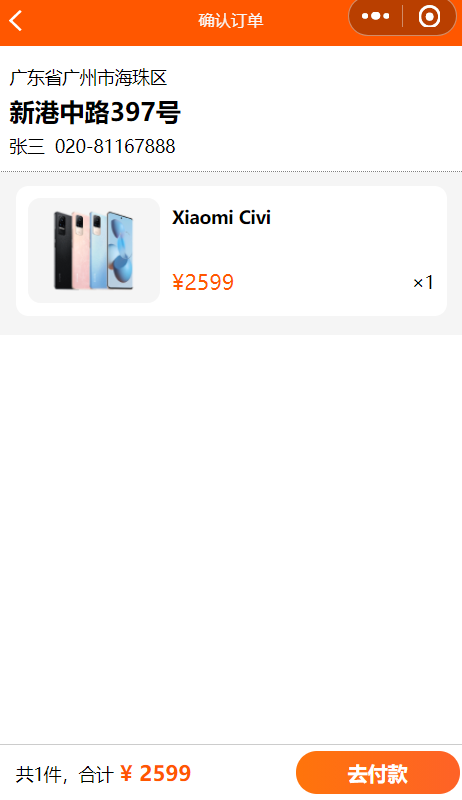 确认订单
广东省广州市海珠区
新港中路397号
张三 020-81167888
Xiaomi Civi
¥2599
×1
共1件，合计 ¥ 2599
去付款